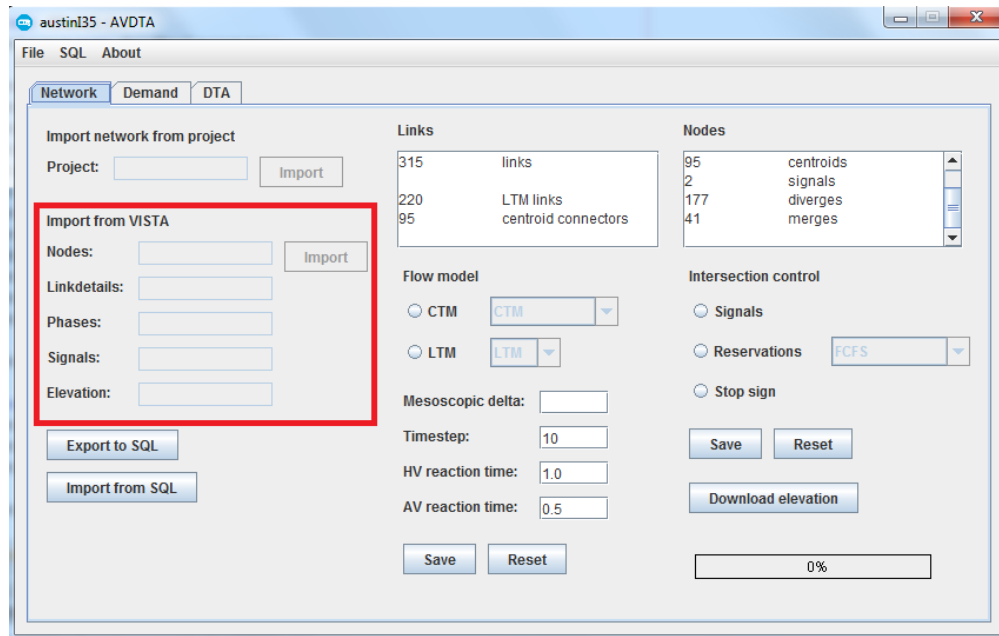 austinI35 - AVDTA
File SQL About
Network Demand DTA
Import network from project
Project: Import
Import from VISTA
Nodes: Import
Linkdetails:
Phases:
Signals:
Elevation:
Export to SQL
Import from SQL
Links
315 links
220 LTM links
95 centroid connectors
Flow model
CTM CTM
LTM LTM
Mesoscopic delta:
Timestep: 10
HV reaction time: 1.0
AV reaction time: 0.5
Save Reset
Nodes
95 centroids
2 signals
177 diverges
41 merges
Intersection control
Signals
Reservations FCFS
Stop sign
Save Reset
Download elevation
0%